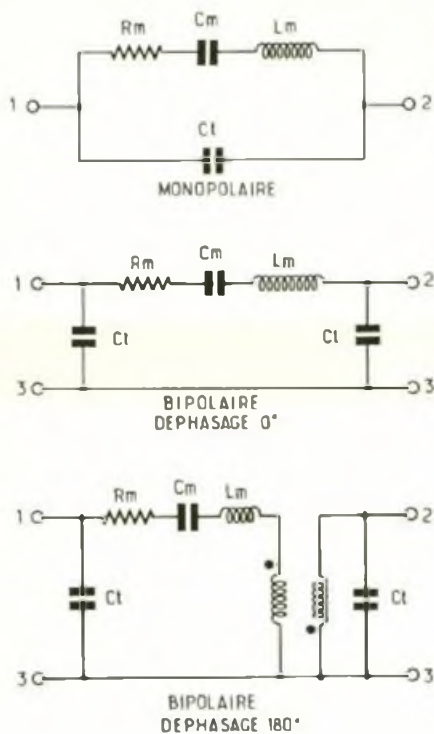 Rm Cm Lm
1 2
Ct
MONOPOLAIRE
1 Rm Cm Lm 2
Ct Ct
3 3
BIPOLAIRE
DEPHASAGE 0°
1 Rm Cm Lm 2
Ct Ct
3 3
BIPOLAIRE
DEPHASAGE 180°